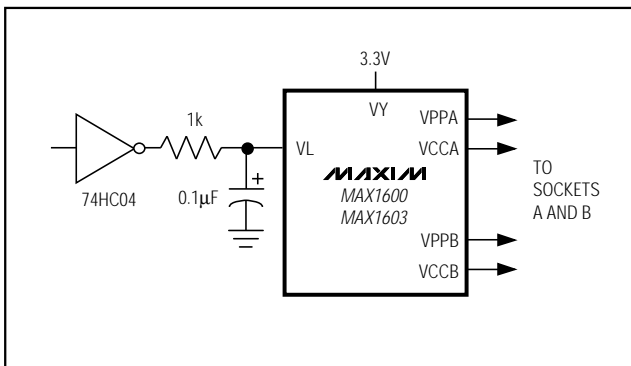 3.3V
VY
1k
VL
74HC04
0.1µF
+
MAXIM
MAX1600
MAX1603
VPPA
VCCA
VPPB
VCCB
TO
SOCKETS
A AND B